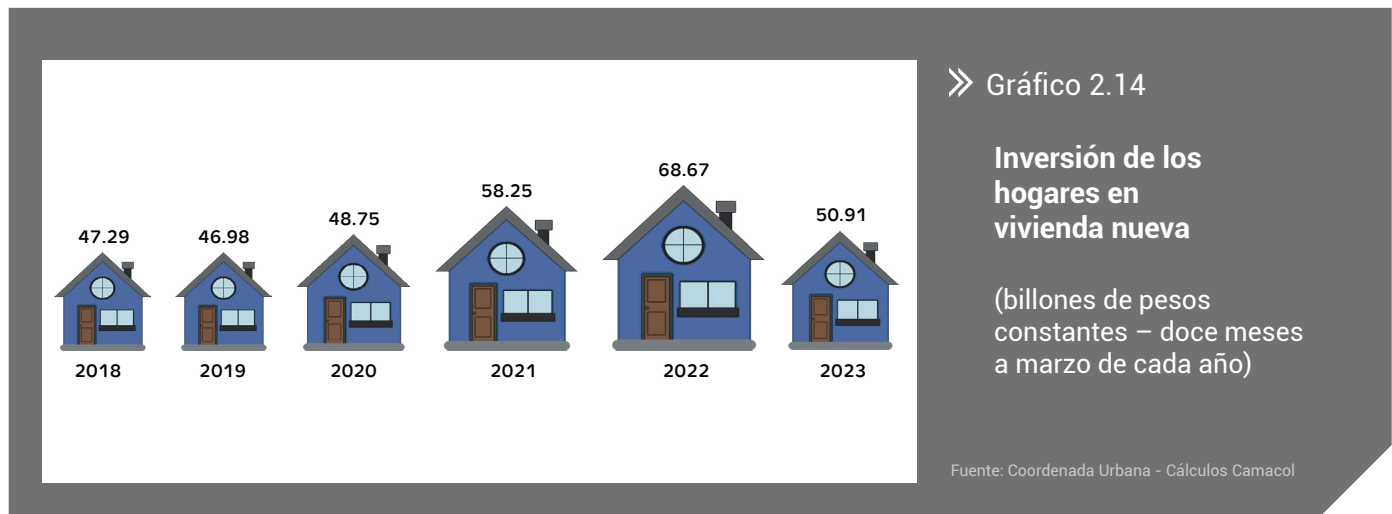 47.29
46.98
48.75
58.25
68.67
50.91
2018
2019
2020
2021
2022
2023
Gráfico 2.14
Inversión de los
hogares en
vivienda nueva
(billones de pesos
constantes – doce meses
a marzo de cada año)
Fuente: Coordenada Urbana - Cálculos Camacol